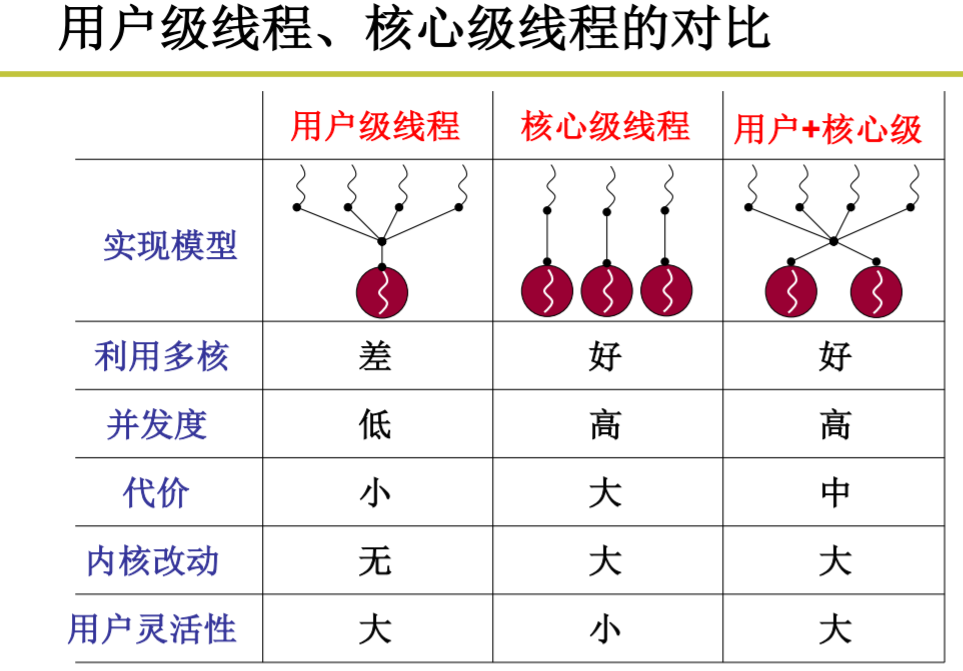 用户级线程、核心级线程的对比
用户级线程 核心级线程 用户+核心级
实现模型
利用多核 差 好 好
并发度 低 高 高
代价 小 大 中
内核改动 无 大 大
用户灵活性 大 小 大